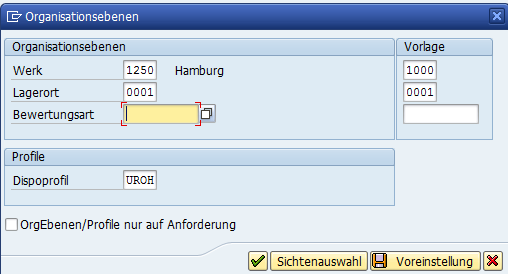 Organisationsebenen
Organisationsebenen Vorlage
Werk 1250 Hamburg 1000
Lagerort 0001 0001
Bewertungsart
Profile
Dispoprofil UROH
OrgEbenen/Profile nur auf Anforderung
Sichtenauswahl Voreinstellung